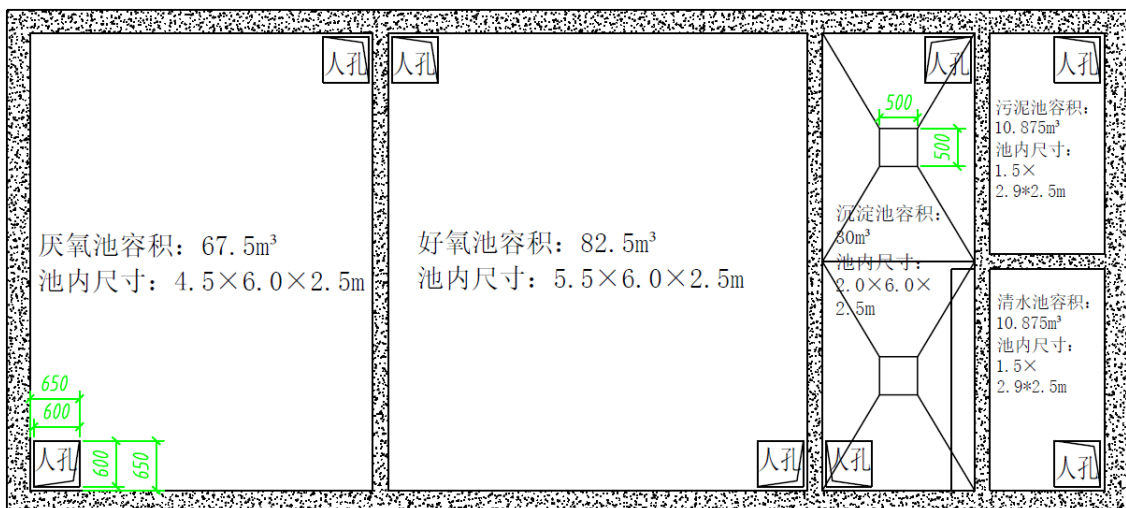 人孔
人孔
人孔
人孔
500
500
污泥池容积：
10.875m³
池内尺寸：
1.5×
2.9*2.5m
厌氧池容积：67.5m³
池内尺寸：4.5×6.0×2.5m
好氧池容积：82.5m³
池内尺寸：5.5×6.0×2.5m
沉淀池容积：
30m³
池内尺寸：
2.0×6.0×
2.5m
清水池容积：
10.875m³
池内尺寸：
1.5×
2.9*2.5m
650
600
人孔
600
650
人孔
人孔
人孔